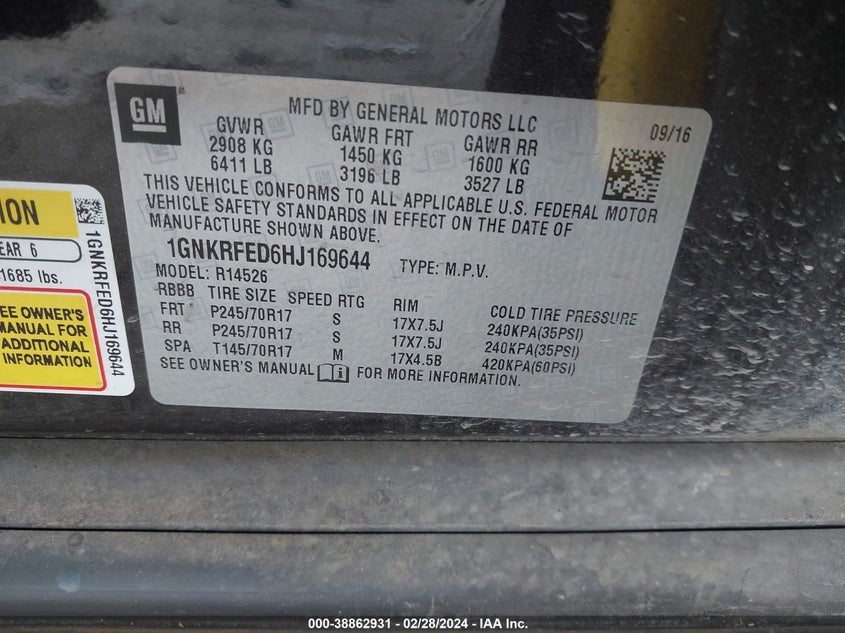 GM
MFD BY GENERAL MOTORS LLC
GVWR GAWR FRT GAWR RR 09/16
2908 KG 1450 KG 1600 KG
6411 LB 3196 LB 3527 LB
THIS VEHICLE CONFORMS TO ALL APPLICABLE U.S. FEDERAL MOTOR
VEHICLE SAFETY STANDARDS IN EFFECT ON THE DATE OF
MANUFACTURE SHOWN ABOVE.
1GNKRFED6HJ169644 TYPE: M.P.V.
MODEL: R14526
RBBB TIRE SIZE SPEED RTG RIM COLD TIRE PRESSURE
FRT P245/70R17 S 17X7.5J 240KPA(35PSI)
RR P245/70R17 S 17X7.5J 240KPA(35PSI)
SPA T145/70R17 M 17X4.5B 420KPA(60PSI)
SEE OWNER'S MANUAL FOR MORE INFORMATION.
EAR 6
1685 lbs.
SEE OWNER'S
MANUAL FOR
ADDITIONAL
INFORMATION
1GNKRFED6HJ169644
000-38862931 - 02/28/2024 - IAA Inc.